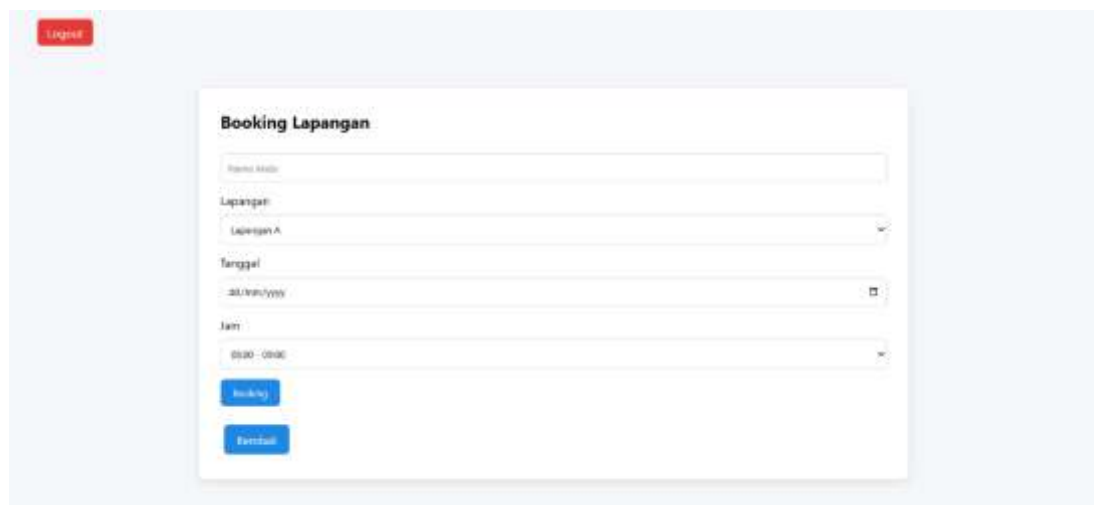 Logout
Booking Lapangan
Nama Anda
Lapangan
Lapangan A
Tanggal
dd/mm/yyyy
Jam
Booking
Kembali